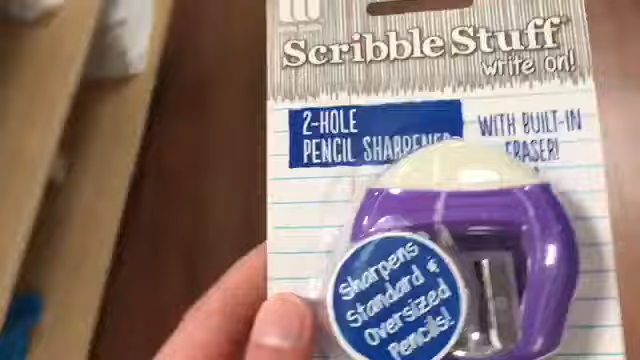 Scribble Stuff
write on!
2-HOLE
PENCIL SHARPENER
WITH BUILT-IN
ERASER!
Sharpens
Standard &
Oversized
Pencils!